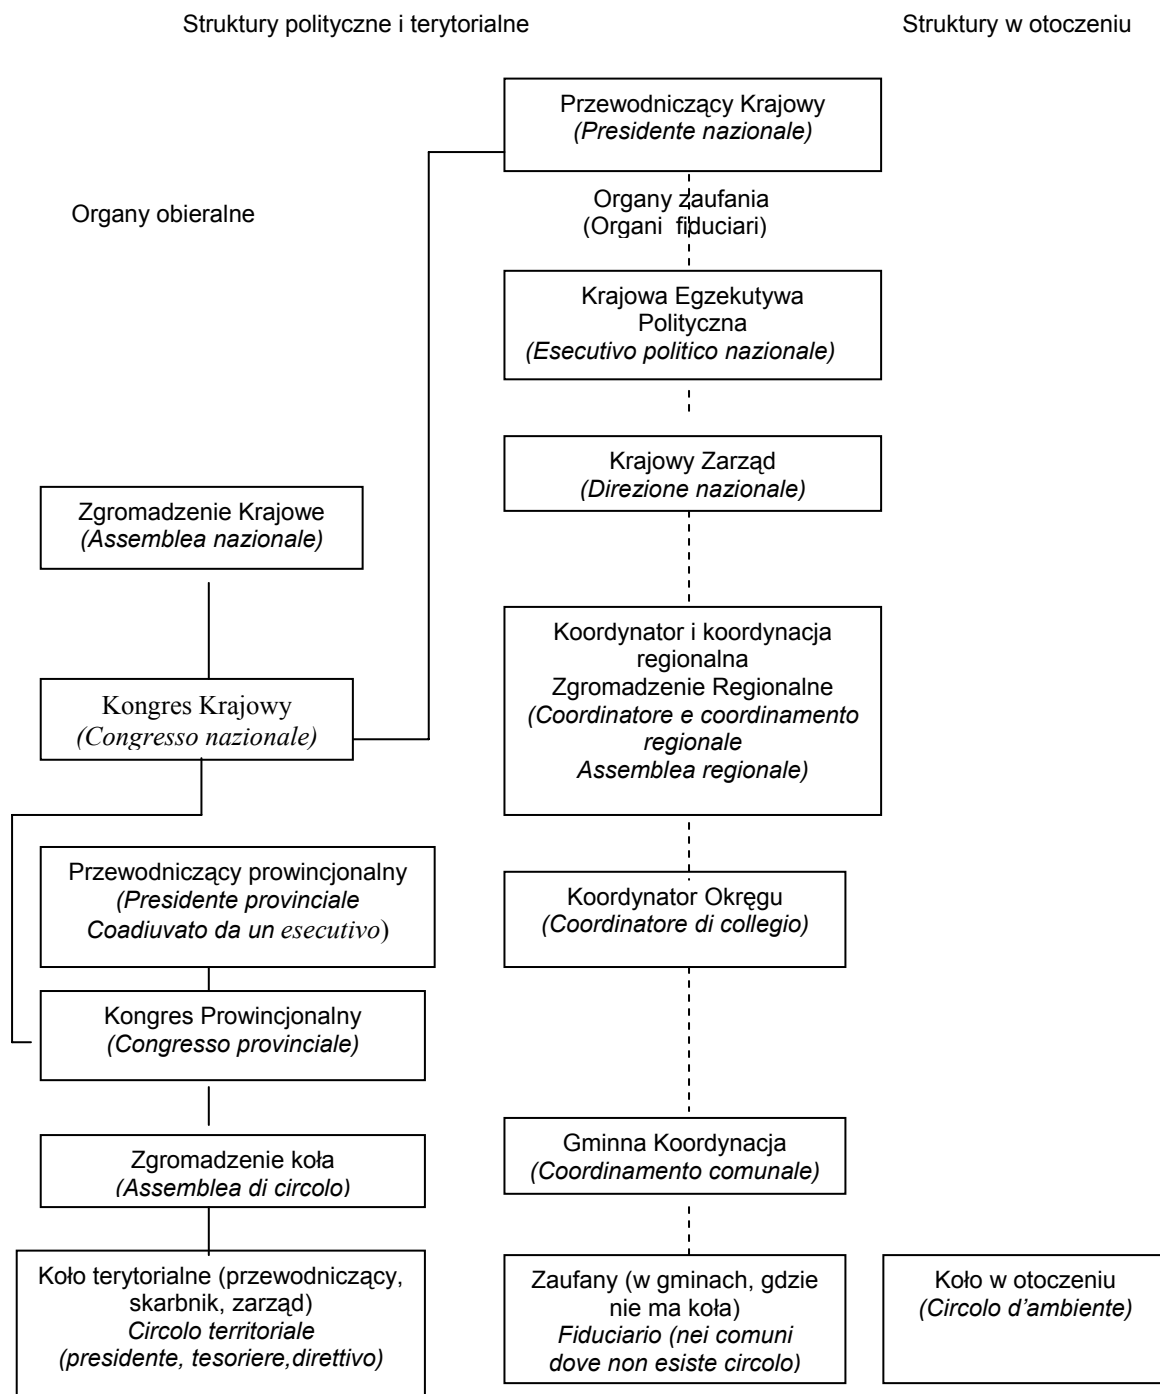 Struktury polityczne i terytorialne
Struktury w otoczeniu
Przewodniczący Krajowy
(Presidente nazionale)
Organy obieralne
Organy zaufania
(Organi fiduciari)
Krajowa Egzekutywa
Polityczna
(Esecutivo politico nazionale)
Krajowy Zarząd
(Direzione nazionale)
Zgromadzenie Krajowe
(Assemblea nazionale)
Koordynator i koordynacja
regionalna
Zgromadzenie Regionalne
(Coordinatore e coordinamento
regionale
Assemblea regionale)
Kongres Krajowy
(Congresso nazionale)
Przewodniczący prowincjonalny
(Presidente provinciale
Coadiuvato da un esecutivo)
Koordynator Okręgu
(Coordinatore di collegio)
Kongres Prowincjonalny
(Congresso provinciale)
Zgromadzenie koła
(Assemblea di circolo)
Gminna Koordynacja
(Coordinamento comunale)
Koło terytorialne (przewodniczący,
skarbnik, zarząd)
Circolo territoriale
(presidente, tesoriere,direttivo)
Zaufany (w gminach, gdzie
nie ma koła)
Fiduciario (nei comuni
dove non esiste circolo)
Koło w otoczeniu
(Circolo d’ambiente)